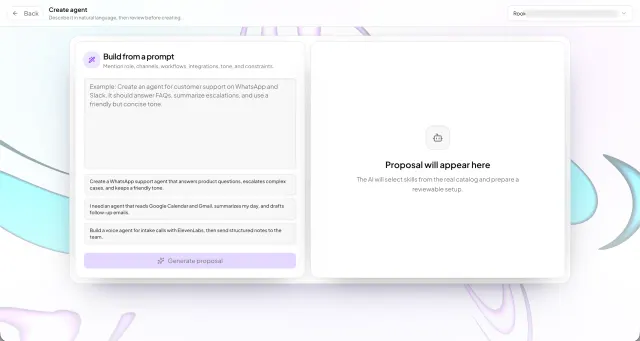 Back
Create agent
Describe it in natural language, then review before creating.
Rook
Build from a prompt
Mention role, channels, workflows, integrations, tone, and constraints.
Example: Create an agent for customer support on WhatsApp and
Slack. It should answer FAQs, summarize escalations, and use a
friendly but concise tone.
Create a WhatsApp support agent that answers product questions, escalates complex
cases, and keeps a friendly tone.
I need an agent that reads Google Calendar and Gmail, summarizes my day, and drafts
follow-up emails.
Build a voice agent for intake calls with ElevenLabs, then send structured notes to the
team.
Generate proposal
Proposal will appear here
The AI will select skills from the real catalog and prepare a
reviewable setup.